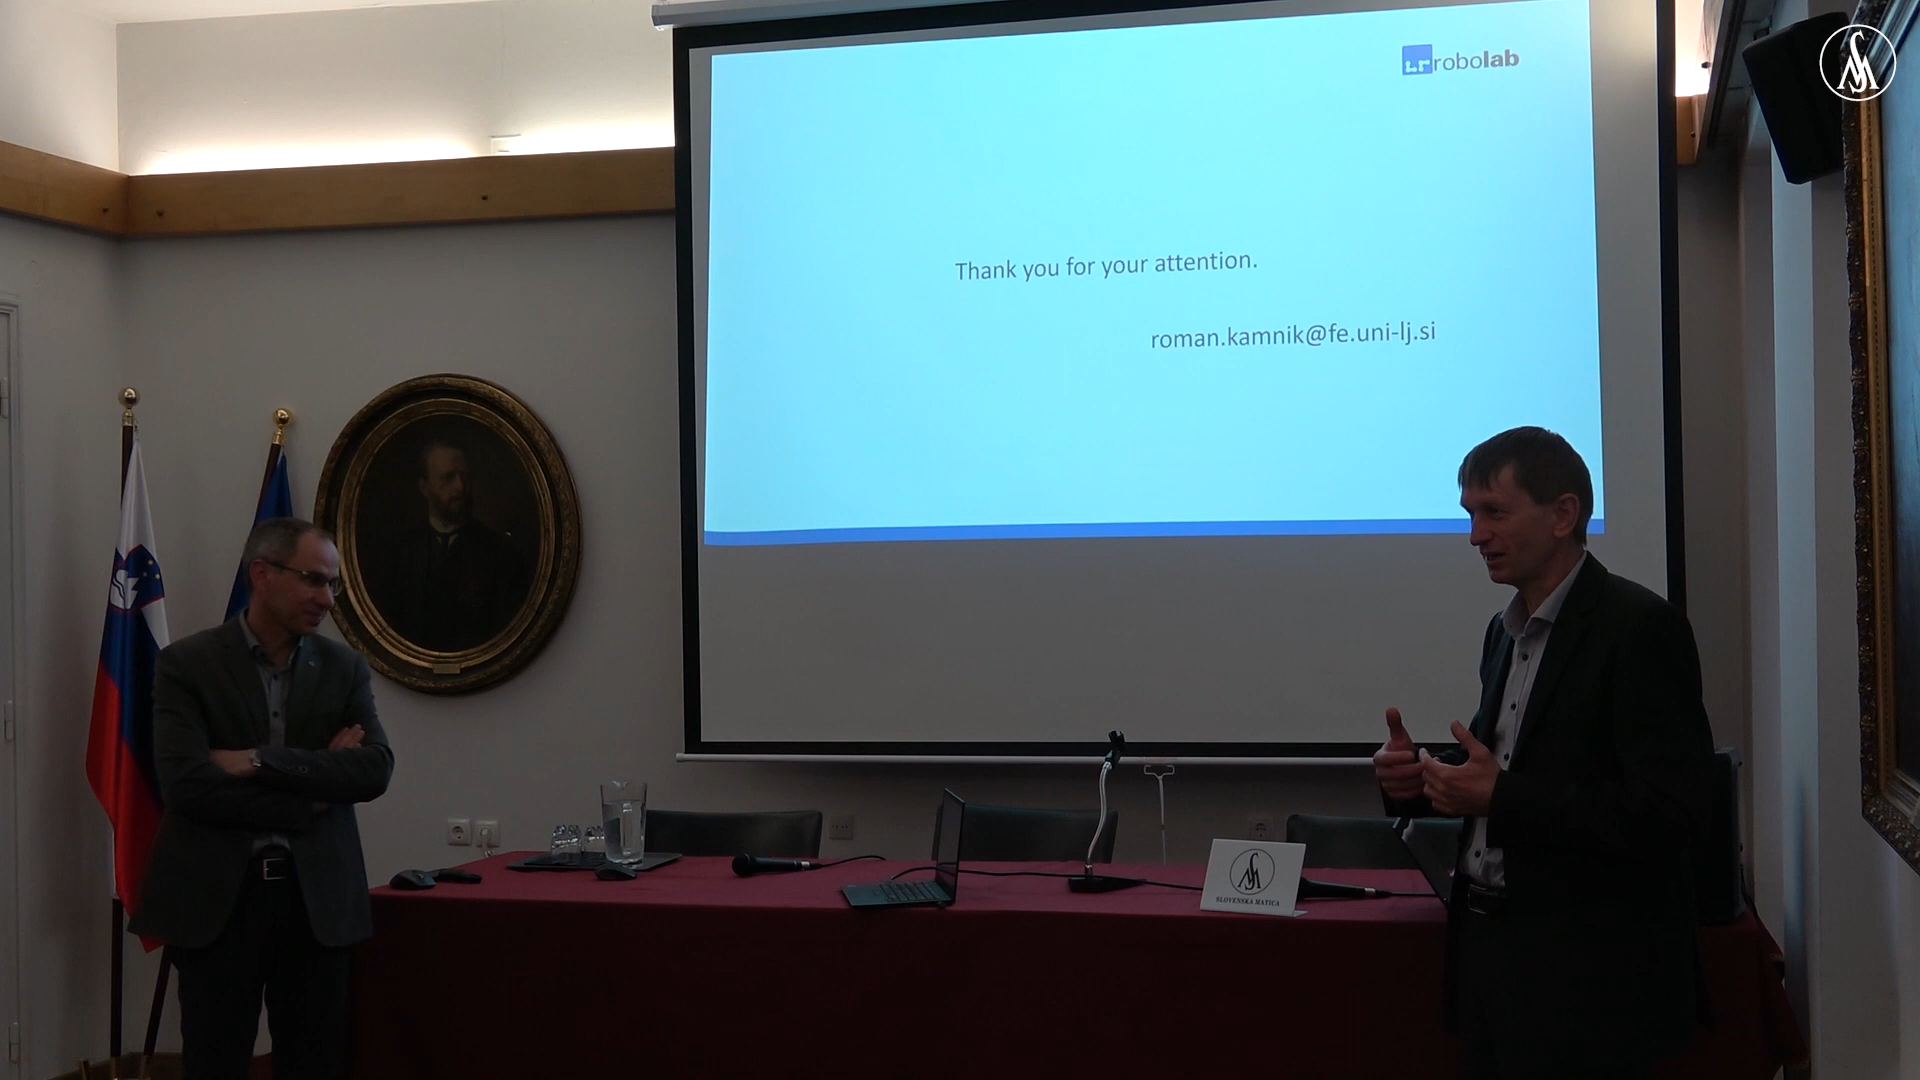 robolab
Thank you for your attention.
roman.kamnik@fe.uni-lj.si
SLOVENSKA MATICA